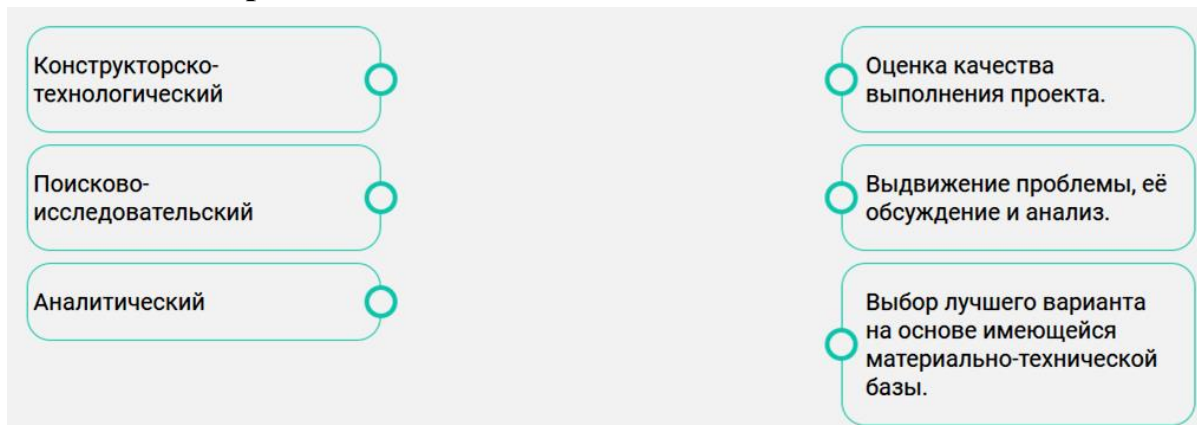 Конструкторско-
технологический
Поисково-
исследовательский
Аналитический
Оценка качества
выполнения проекта.
Выдвижение проблемы, её
обсуждение и анализ.
Выбор лучшего варианта
на основе имеющейся
материально-технической
базы.